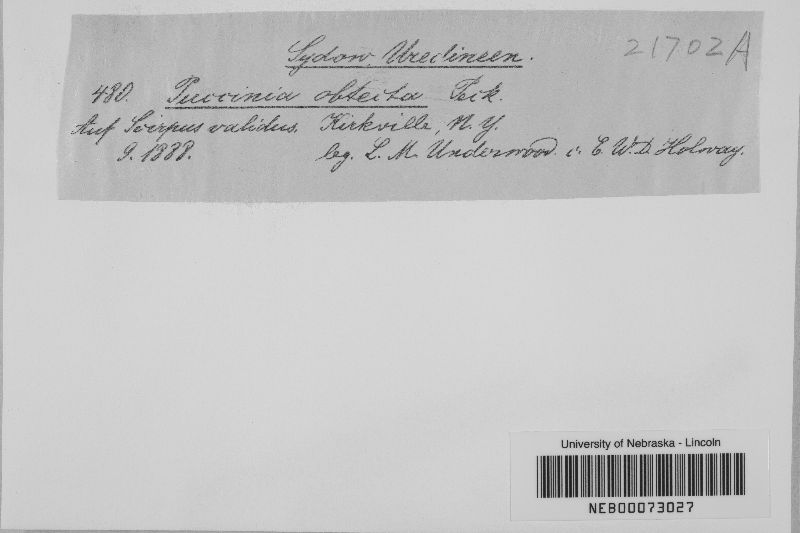 Sydow, Uredineen.
21702A
480. Puccinia obtecta Peck.
Auf Scirpus validus. Kirkville, N. Y.
9. 1888. leg. L. M. Underwood. c. E. W. D. Holway.
University of Nebraska - Lincoln
NEB00073027